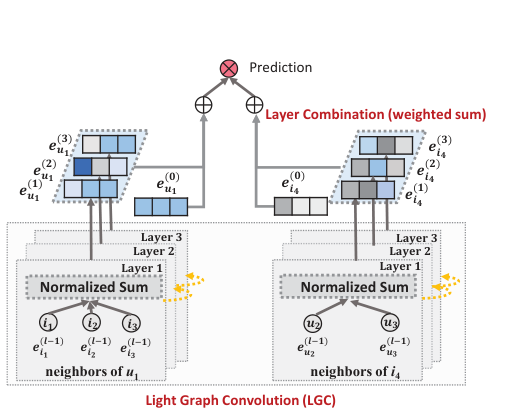 Prediction
Layer Combination (weighted sum)
e_{u_1}^{(3)}
e_{u_1}^{(2)}
e_{u_1}^{(1)}
e_{u_1}^{(0)}
e_{i_4}^{(0)}
e_{i_4}^{(3)}
e_{i_4}^{(2)}
e_{i_4}^{(1)}
Layer 3
Layer 2
Layer 1
Normalized Sum
i_1 i_2 i_3
e_{i_1}^{(l-1)} e_{i_2}^{(l-1)} e_{i_3}^{(l-1)}
neighbors of u_1
Layer 3
Layer 2
Layer 1
Normalized Sum
u_2 u_3
e_{u_2}^{(l-1)} e_{u_3}^{(l-1)}
neighbors of i_4
Light Graph Convolution (LGC)